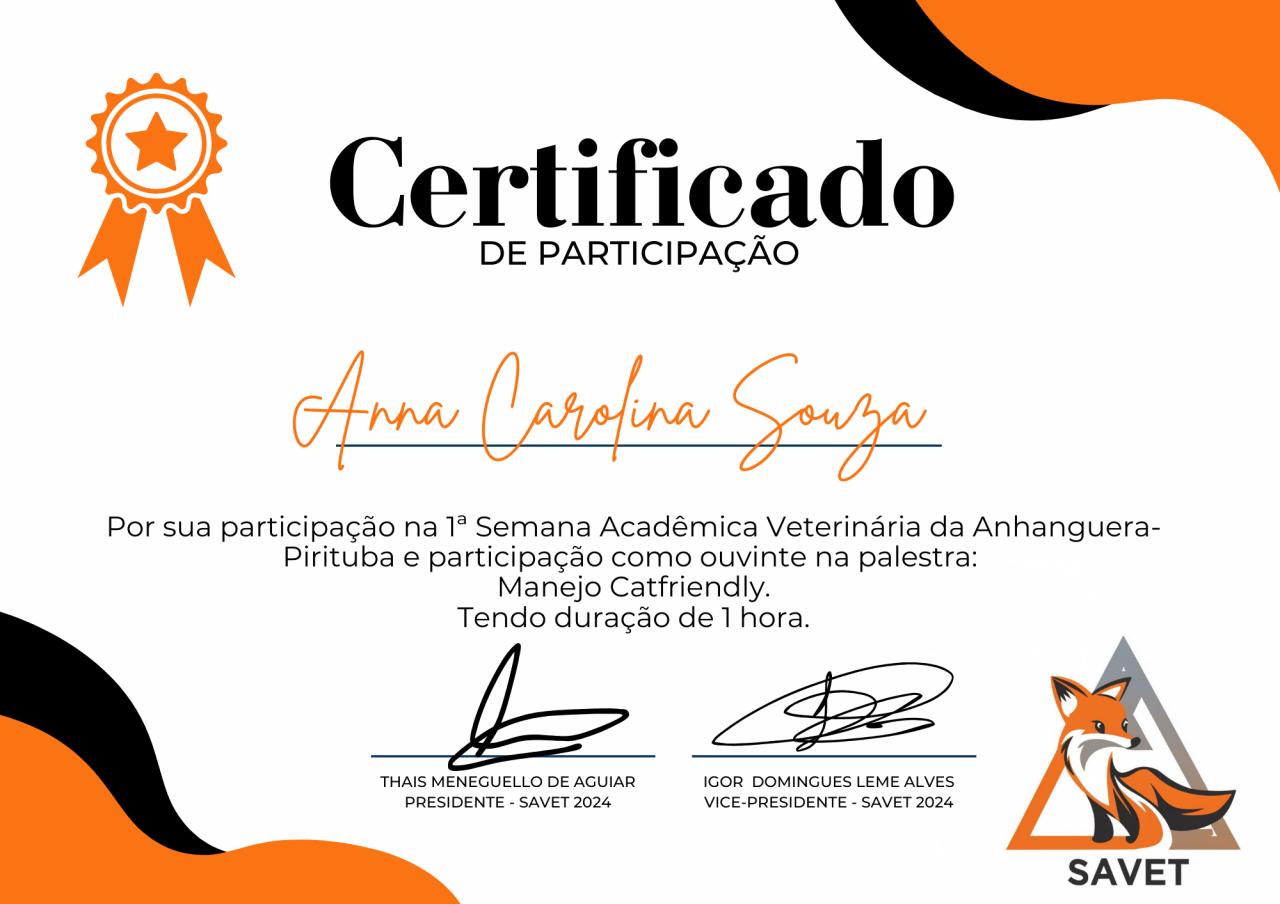 Certificado
DE PARTICIPAÇÃO
Anna Carolina Souza
Por sua participação na 1ª Semana Acadêmica Veterinária da Anhanguera-
Pirituba e participação como ouvinte na palestra:
Manejo Catfriendly.
Tendo duração de 1 hora.
THAIS MENEGUELLO DE AGUIAR
PRESIDENTE - SAVET 2024
IGOR DOMINGUES LEME ALVES
VICE-PRESIDENTE - SAVET 2024
SAVET